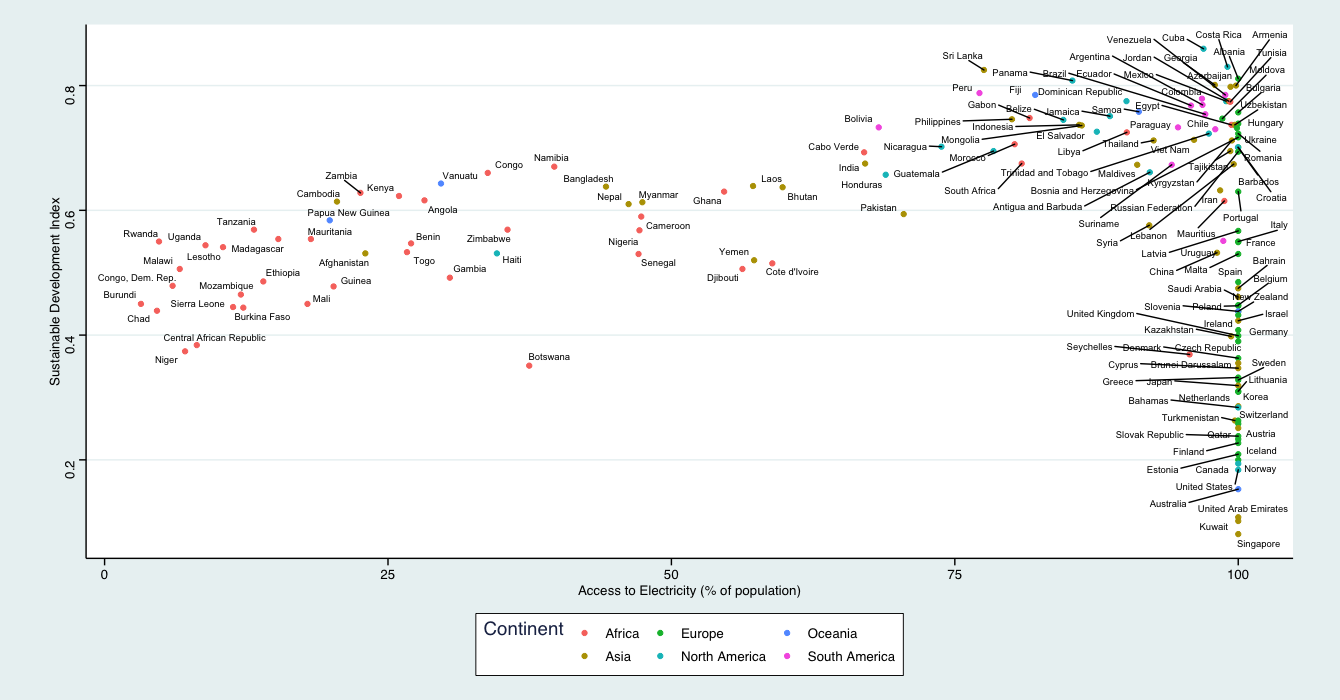 Sustainable Development Index
0.8
0.6
0.4
0.2
Costa Rica
Armenia
Cuba
Venezuela
Albania
Tunisia
Sri Lanka
Argentina
Jordan
Georgia
Panama
Brazil
Ecuador
Mexico
Azerbaijan
Moldova
Peru
Fiji
Dominican Republic
Colombia
Bulgaria
Gabon
Belize
Jamaica
Samoa
Egypt
Uzbekistan
Bolivia
Philippines
Indonesia
Paraguay
Chile
Hungary
Mongolia
El Salvador
Cabo Verde
Nicaragua
Morocco
Libya
Thailand
Viet Nam
Ukraine
Romania
India
Guatemala
Trinidad and Tobago
Maldives
Tajikistan
Honduras
South Africa
Bosnia and Herzegovina
Kyrgyzstan
Barbados
Pakistan
Antigua and Barbuda
Russian Federation
Iran
Croatia
Suriname
Portugal
Syria
Lebanon
Mauritius
Italy
Latvia
Uruguay
France
China
Malta
Spain
Bahrain
Saudi Arabia
Belgium
Slovenia
Poland
New Zealand
United Kingdom
Ireland
Israel
Kazakhstan
Germany
Seychelles
Denmark
Czech Republic
Cyprus
Brunei Darussalam
Sweden
Greece
Japan
Lithuania
Bahamas
Netherlands
Korea
Turkmenistan
Switzerland
Slovak Republic
Qatar
Austria
Finland
Iceland
Estonia
Canada
Norway
United States
Australia
United Arab Emirates
Kuwait
Singapore
Namibia
Congo
Zambia
Kenya
Vanuatu
Bangladesh
Laos
Cambodia
Nepal
Myanmar
Bhutan
Ghana
Papua New Guinea
Angola
Tanzania
Mauritania
Cameroon
Rwanda
Uganda
Madagascar
Benin
Zimbabwe
Nigeria
Malawi
Lesotho
Afghanistan
Togo
Haiti
Senegal
Yemen
Congo, Dem. Rep.
Ethiopia
Gambia
Djibouti
Cote d'Ivoire
Mozambique
Guinea
Burundi
Sierra Leone
Mali
Chad
Burkina Faso
Central African Republic
Niger
Botswana
0
25
50
75
100
Access to Electricity (% of population)
Continent
Africa
Europe
Oceania
Asia
North America
South America